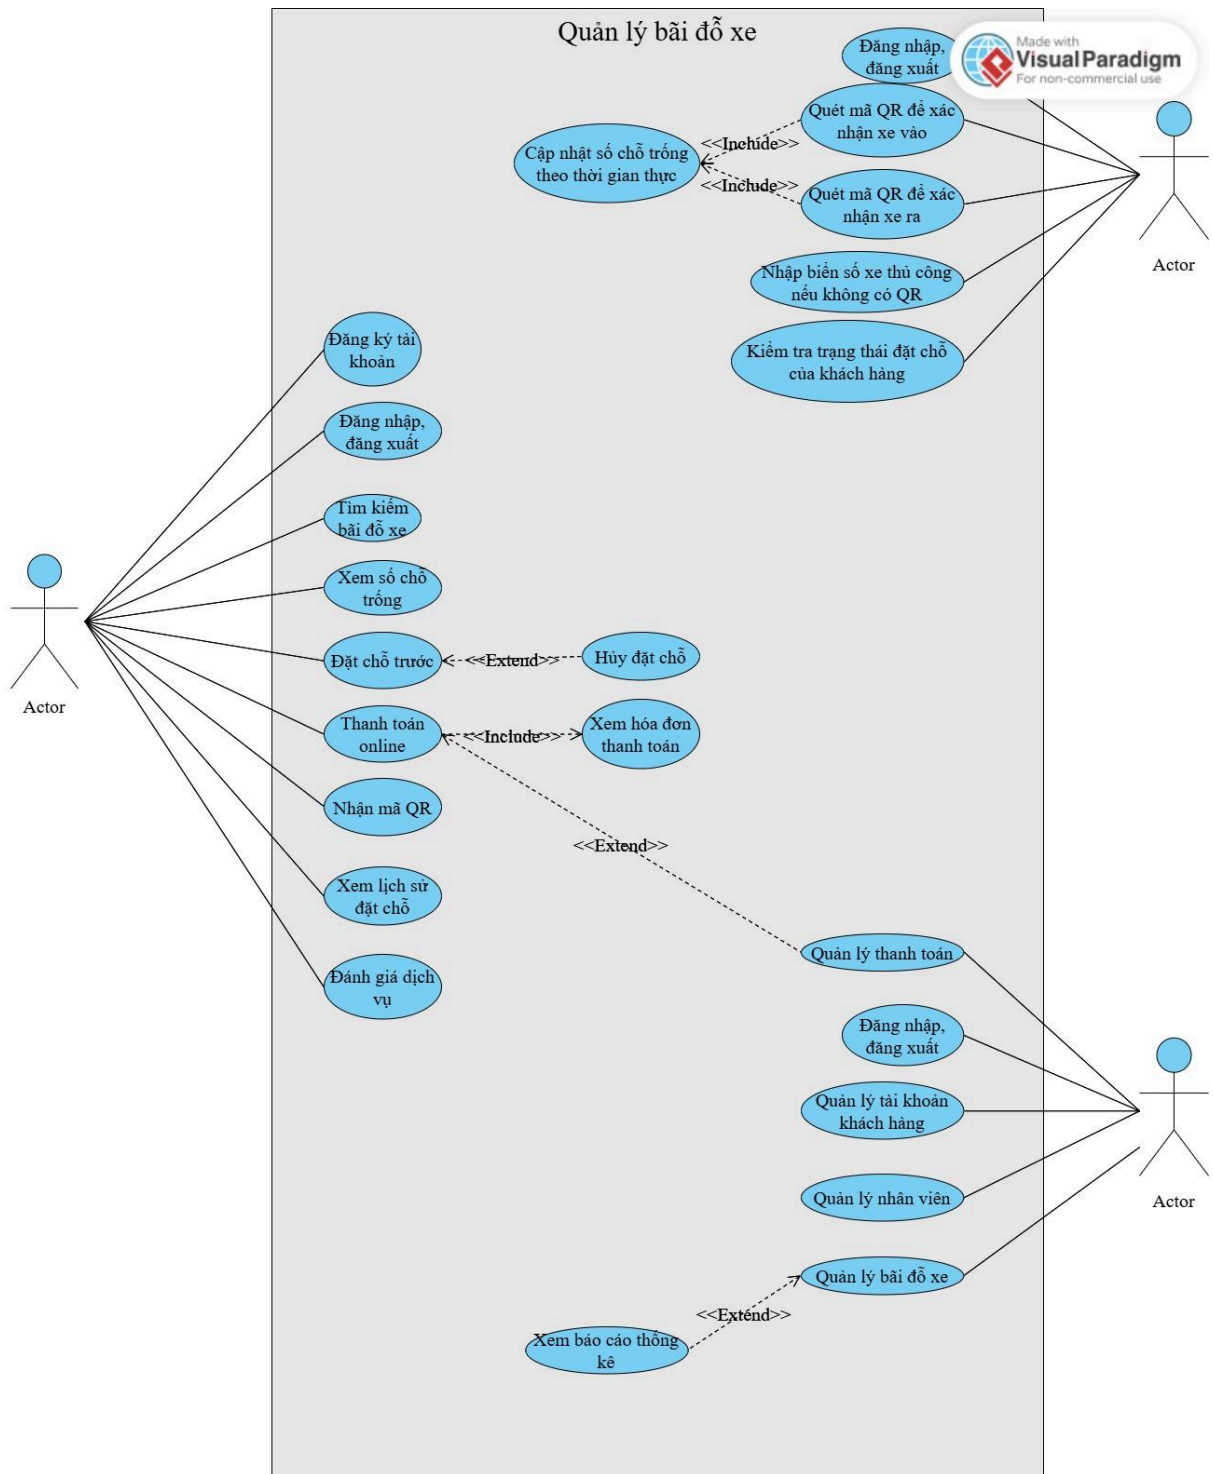 Quản lý bãi đỗ xe
Made with
Visual Paradigm
For non-commercial use
Đăng nhập,
đăng xuất
Quét mã QR để xác
nhận xe vào
<<Include>>
Cập nhật số chỗ trống
theo thời gian thực
<<Include>>
Quét mã QR để xác
nhận xe ra
Actor
Nhập biển số xe thủ công
nếu không có QR
Kiểm tra trạng thái đặt chỗ
của khách hàng
Đăng ký tài
khoản
Đăng nhập,
đăng xuất
Tìm kiếm
bãi đỗ xe
Xem số chỗ
trống
Đặt chỗ trước
<<Extend>>
Hủy đặt chỗ
Actor
Thanh toán
online
<<Include>>
Xem hóa đơn
thanh toán
Nhận mã QR
<<Extend>>
Xem lịch sử
đặt chỗ
Quản lý thanh toán
Đánh giá dịch
vụ
Đăng nhập,
đăng xuất
Quản lý tài khoản
khách hàng
Quản lý nhân viên
Actor
Quản lý bãi đỗ xe
<<Extend>>
Xem báo cáo thống
kê